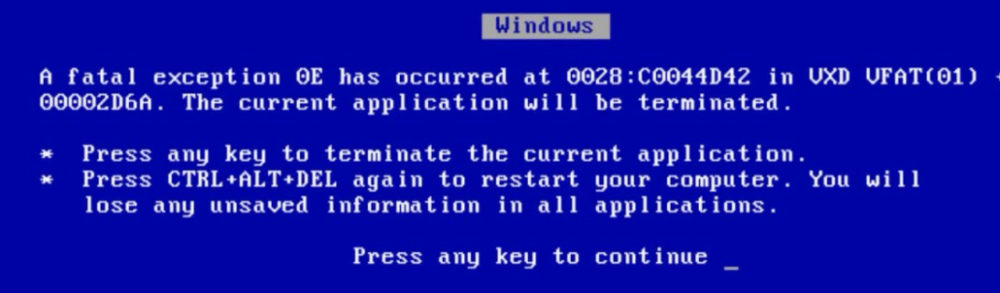 Windows
A fatal exception 0E has occurred at 0028:C0044D42 in VXD VFAT(01) +
00002D6A. The current application will be terminated.
* Press any key to terminate the current application.
* Press CTRL+ALT+DEL again to restart your computer. You will
lose any unsaved information in all applications.
Press any key to continue _